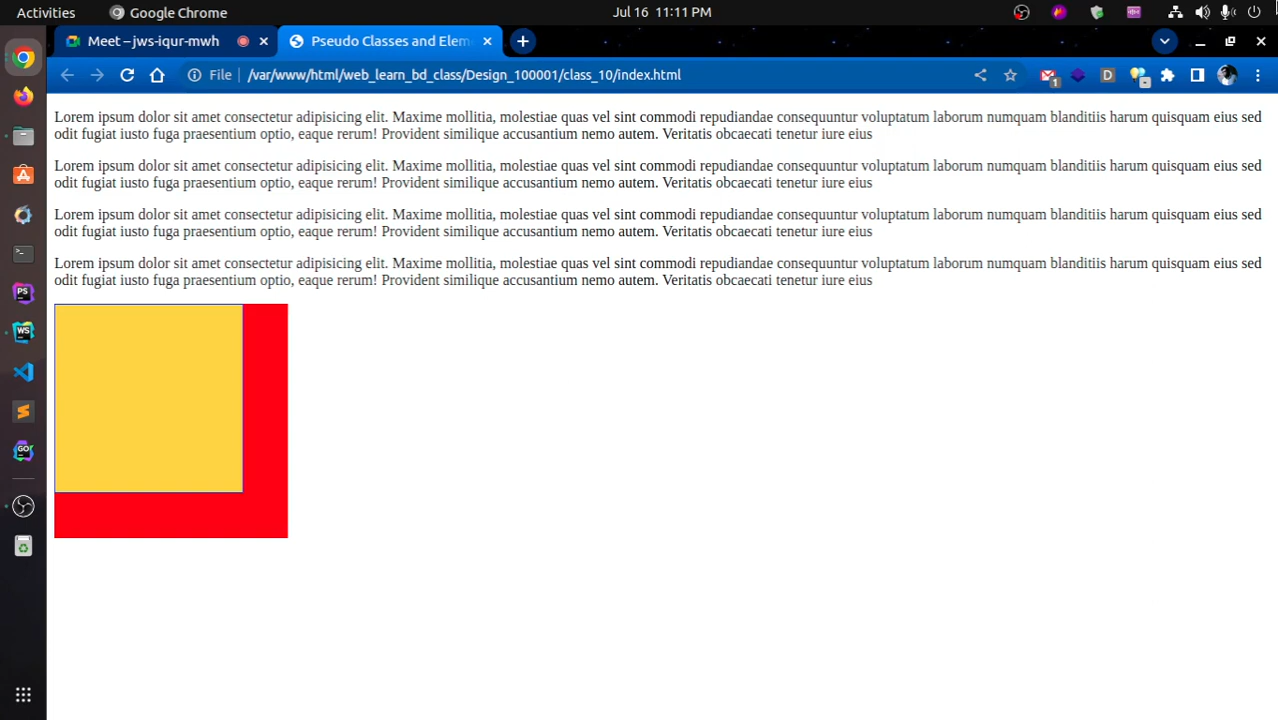 Activities
Google Chrome
Jul 16 11:11 PM
Meet – jws-iqur-mwh
Pseudo Classes and Elem
File
/var/www/html/web_learn_bd_class/Design_100001/class_10/index.html
1
D
Lorem ipsum dolor sit amet consectetur adipisicing elit. Maxime mollitia, molestiae quas vel sint commodi repudiandae consequuntur voluptatum laborum numquam blanditiis harum quisquam eius sed
odit fugiat iusto fuga praesentium optio, eaque rerum! Provident similique accusantium nemo autem. Veritatis obcaecati tenetur iure eius
Lorem ipsum dolor sit amet consectetur adipisicing elit. Maxime mollitia, molestiae quas vel sint commodi repudiandae consequuntur voluptatum laborum numquam blanditiis harum quisquam eius sed
odit fugiat iusto fuga praesentium optio, eaque rerum! Provident similique accusantium nemo autem. Veritatis obcaecati tenetur iure eius
Lorem ipsum dolor sit amet consectetur adipisicing elit. Maxime mollitia, molestiae quas vel sint commodi repudiandae consequuntur voluptatum laborum numquam blanditiis harum quisquam eius sed
odit fugiat iusto fuga praesentium optio, eaque rerum! Provident similique accusantium nemo autem. Veritatis obcaecati tenetur iure eius
Lorem ipsum dolor sit amet consectetur adipisicing elit. Maxime mollitia, molestiae quas vel sint commodi repudiandae consequuntur voluptatum laborum numquam blanditiis harum quisquam eius sed
odit fugiat iusto fuga praesentium optio, eaque rerum! Provident similique accusantium nemo autem. Veritatis obcaecati tenetur iure eius
PS
WS
GO